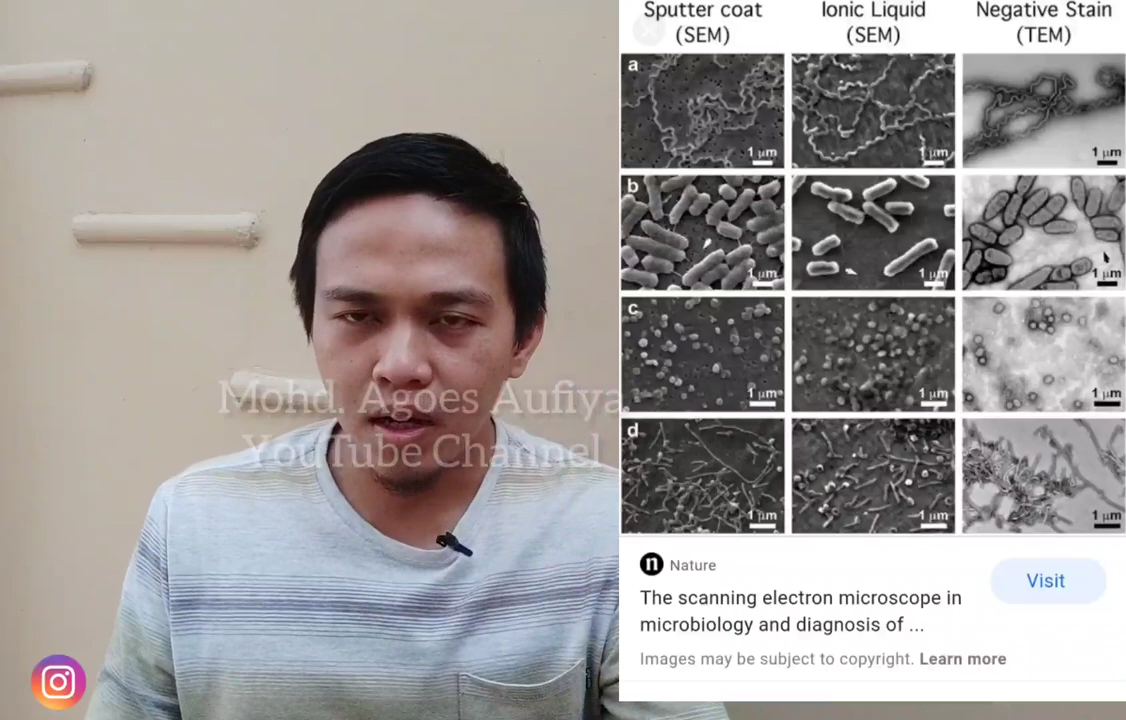 Sputter coat
(SEM)
Ionic Liquid
(SEM)
Negative Stain
(TEM)
a
1 µm
1 µm
1 µm
b
1 µm
1 µm
1 µm
c
1 µm
1 µm
1 µm
d
1 µm
1 µm
1 µm
Mohd. Agoes Aufiya
YouTube Channel
n Nature
Visit
The scanning electron microscope in
microbiology and diagnosis of ...
Images may be subject to copyright. Learn more